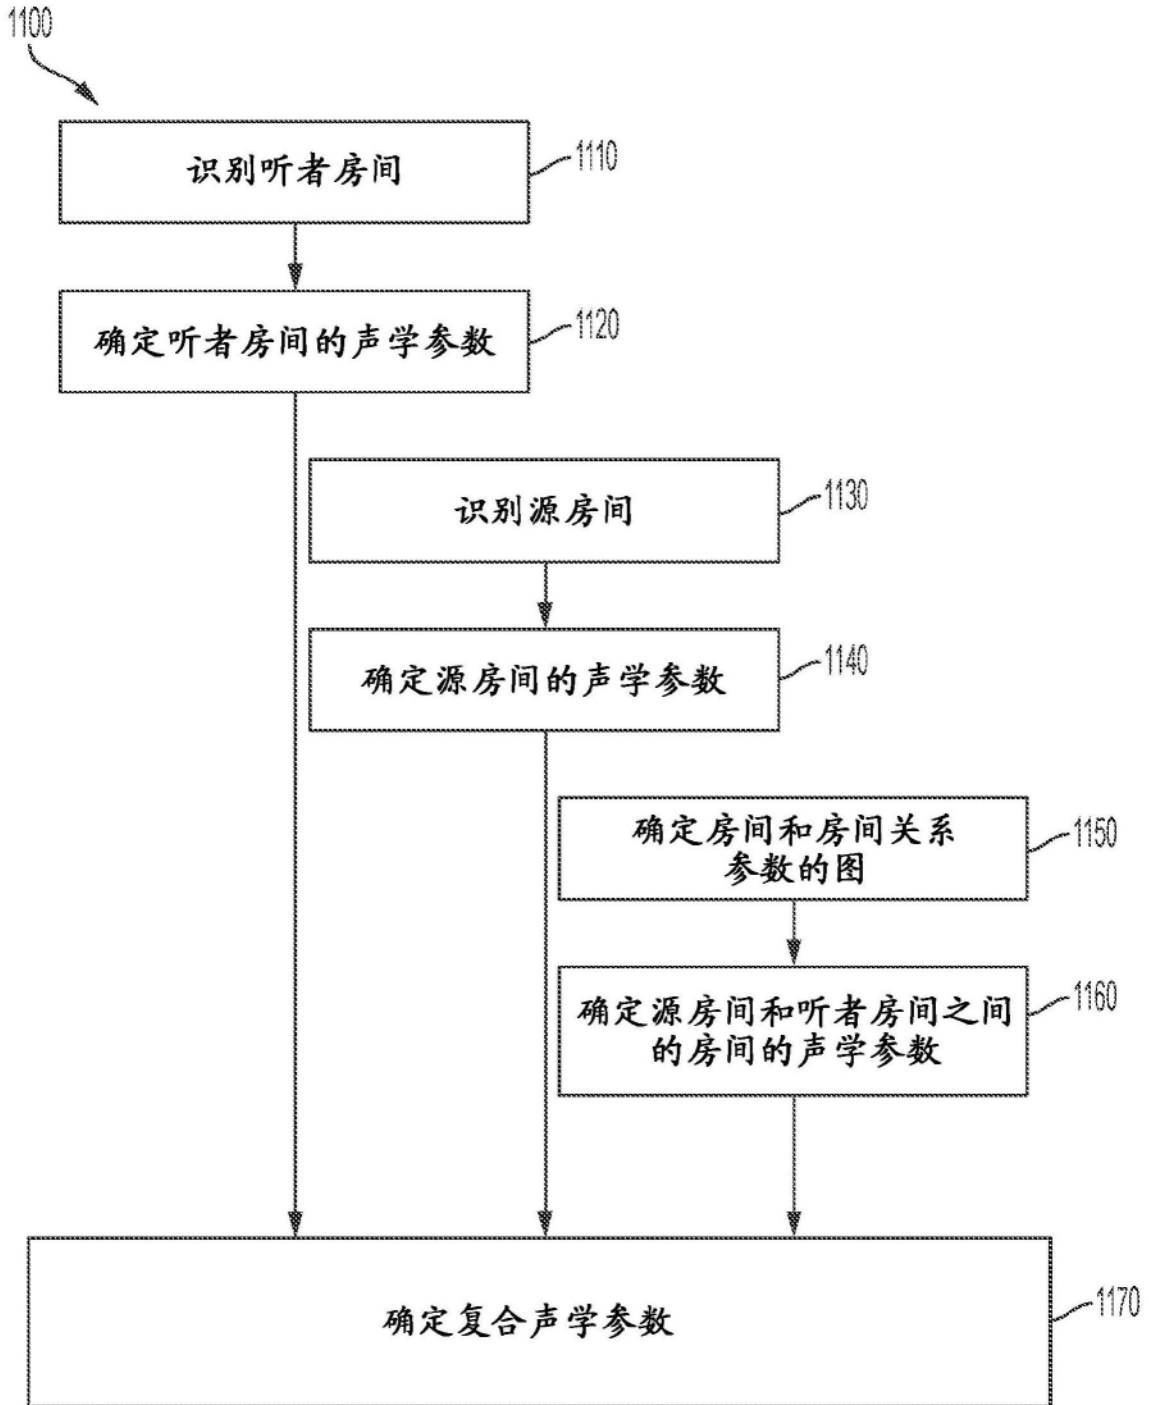 1100
识别听者房间
1110
确定听者房间的声学参数
1120
识别源房间
1130
确定源房间的声学参数
1140
确定房间和房间关系
参数的图
1150
确定源房间和听者房间之间
的房间的声学参数
1160
确定复合声学参数
1170